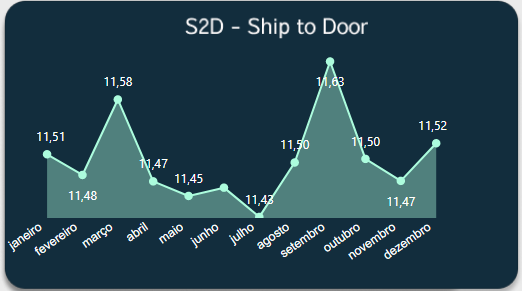 S2D - Ship to Door
11,51
11,48
11,58
11,47
11,45
11,43
11,50
11,63
11,50
11,47
11,52
janeiro
fevereiro
março
abril
maio
junho
julho
agosto
setembro
outubro
novembro
dezembro